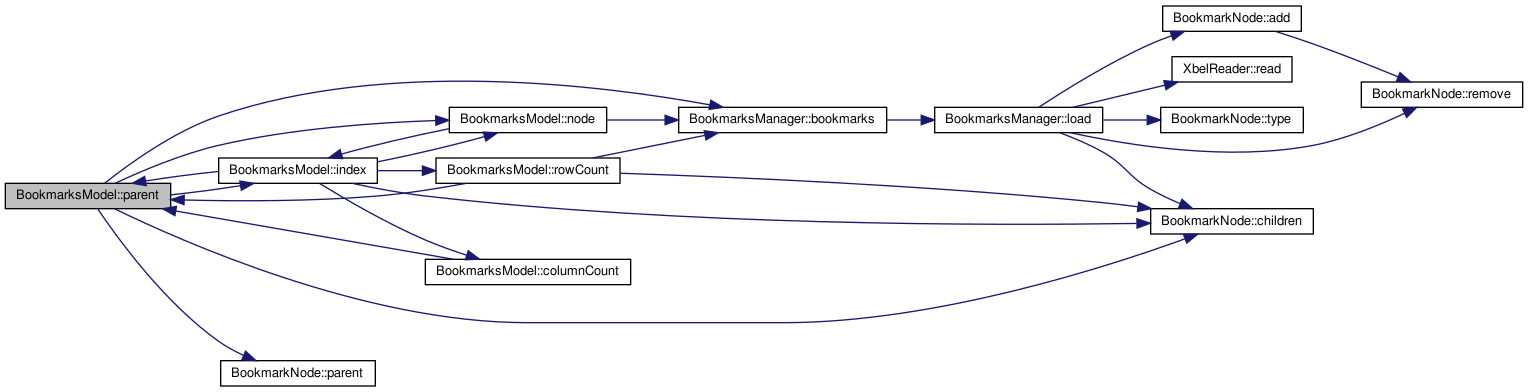 BookmarkNode::add
XbelReader::read
BookmarkNode::remove
BookmarksModel::node
BookmarksManager::bookmarks
BookmarksManager::load
BookmarkNode::type
BookmarksModel::index
BookmarksModel::rowCount
BookmarksModel::parent
BookmarkNode::children
BookmarksModel::columnCount
BookmarkNode::parent